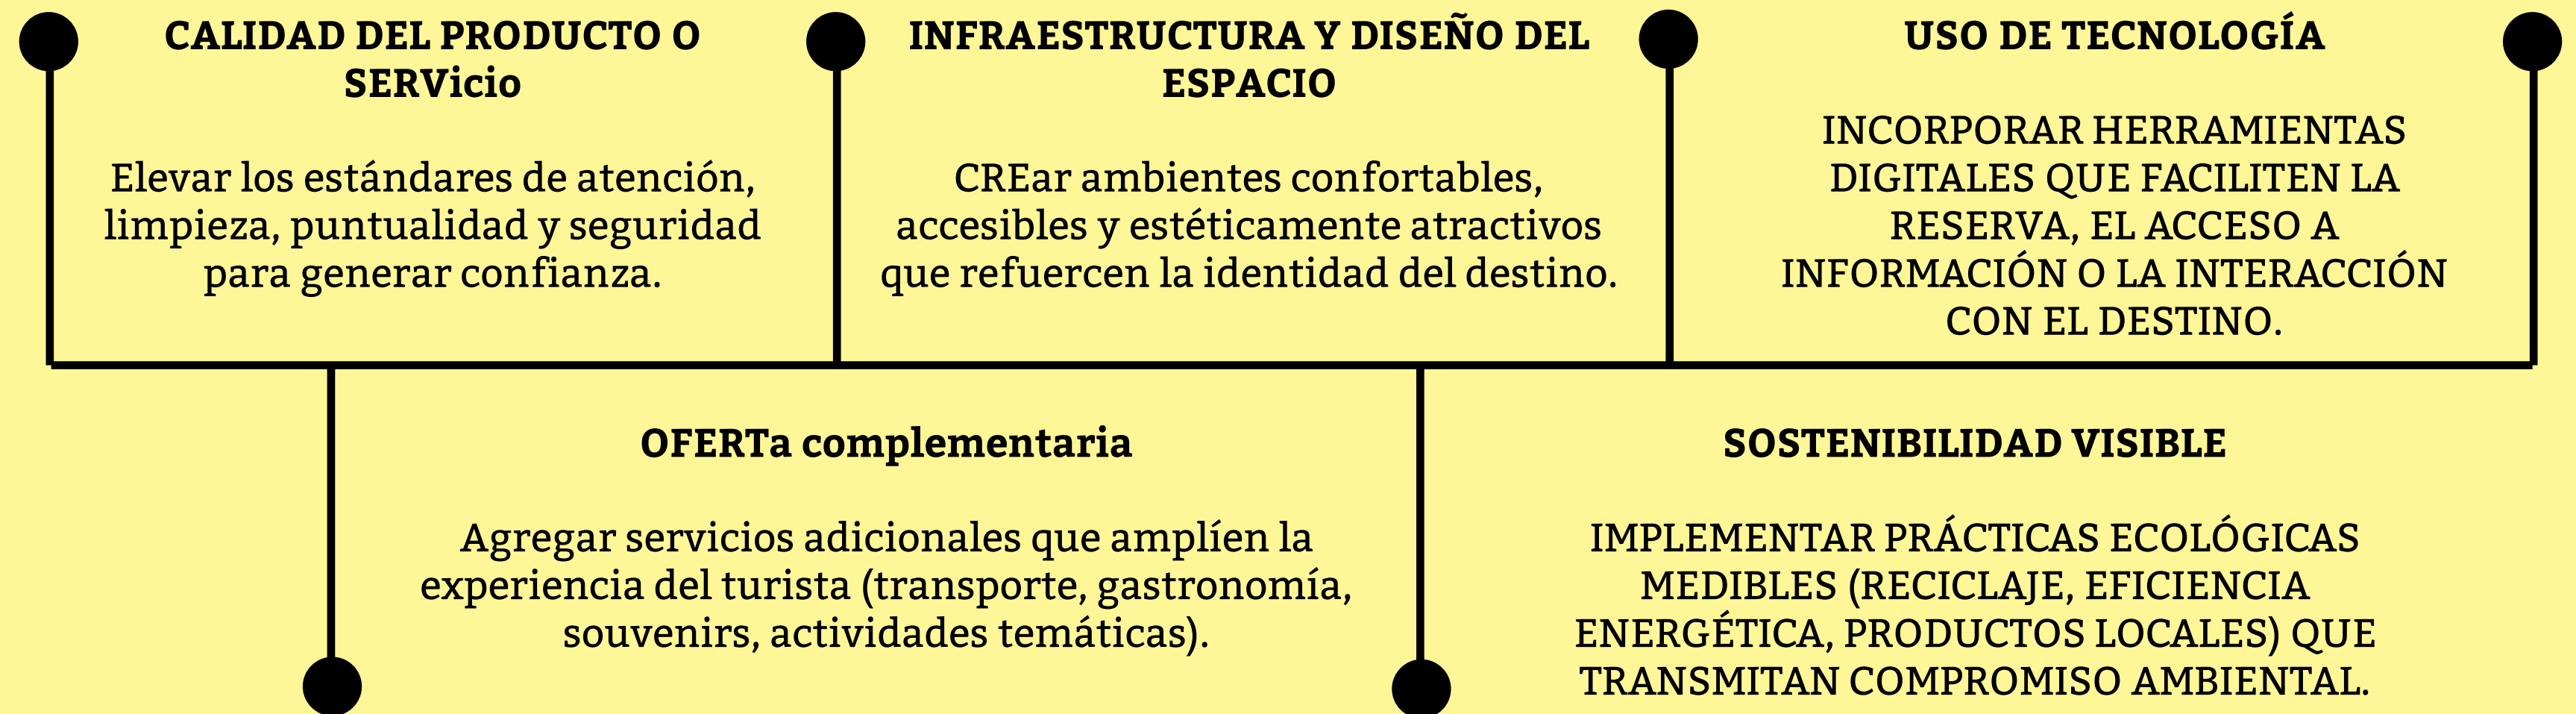 CALIDAD DEL PRODUCTO O
SERVicio
Elevar los estándares de atención,
limpieza, puntualidad y seguridad
para generar confianza.
INFRAESTRUCTURA Y DISEÑO DEL
ESPACIO
CREar ambientes confortables,
accesibles y estéticamente atractivos
que refuercen la identidad del destino.
USO DE TECNOLOGÍA
INCORPORAR HERRAMIENTAS
DIGITALES QUE FACILITEN LA
RESERVA, EL ACCESO A
INFORMACIÓN O LA INTERACCIÓN
CON EL DESTINO.
OFERTa complementaria
Agregar servicios adicionales que amplíen la
experiencia del turista (transporte, gastronomía,
souvenirs, actividades temáticas).
SOSTENIBILIDAD VISIBLE
IMPLEMENTAR PRÁCTICAS ECOLÓGICAS
MEDIBLES (RECICLAJE, EFICIENCIA
ENERGÉTICA, PRODUCTOS LOCALES) QUE
TRANSMITAN COMPROMISO AMBIENTAL.